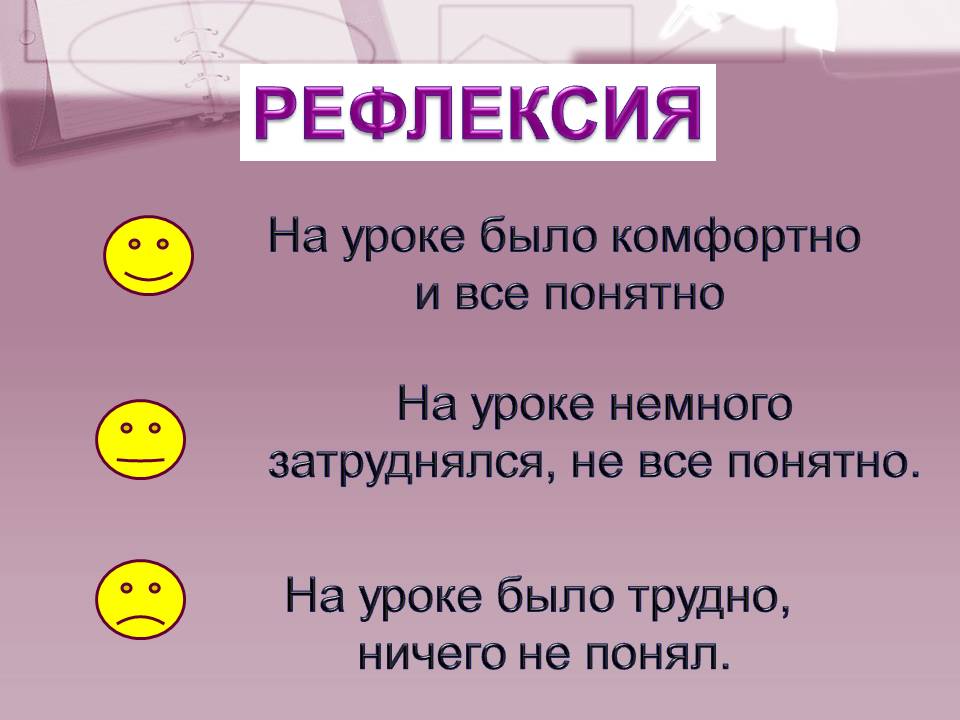 РЕФЛЕКСИЯ
На уроке было комфортно
и все понятно
На уроке немного
затруднялся, не все понятно.
На уроке было трудно,
ничего не понял.